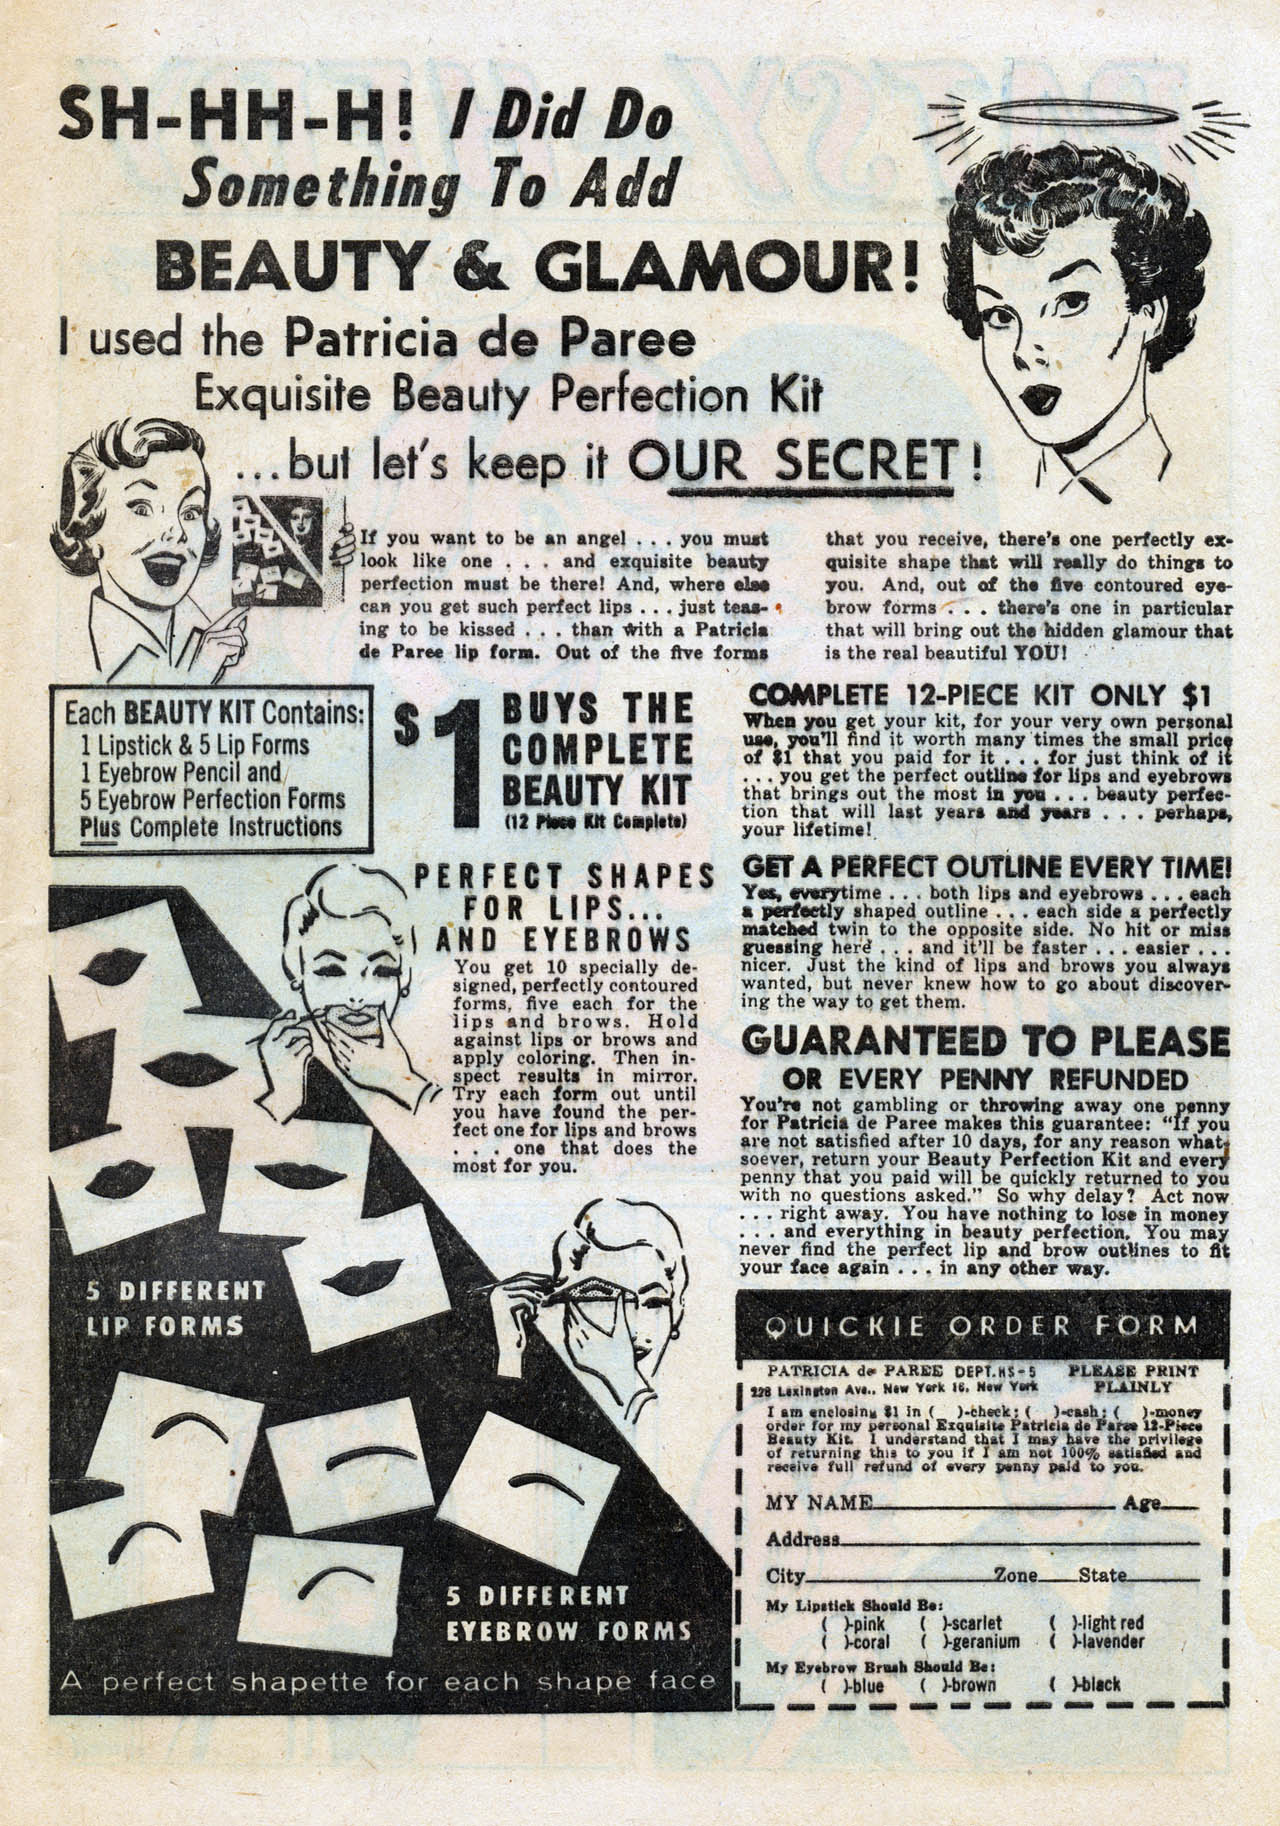 SH-HH-H! I Did Do
Something To Add
BEAUTY & GLAMOUR!
I used the Patricia de Paree
Exquisite Beauty Perfection Kit
...but let's keep it OUR SECRET!
If you want to be an angel . . . you must
look like one . . . and exquisite beauty
perfection must be there! And, where else
can you get such perfect lips . . . just teas-
ing to be kissed . . . than with a Patricia
de Paree lip form. Out of the five forms
that you receive, there's one perfectly ex-
quisite shape that will really do things to
you. And, out of the five contoured eye-
brow forms . . . there's one in particular
that will bring out the hidden glamour that
is the real beautiful YOU!
Each BEAUTY KIT Contains:
1 Lipstick & 5 Lip Forms
1 Eyebrow Pencil and
5 Eyebrow Perfection Forms
Plus Complete Instructions
$1
BUYS THE
COMPLETE
BEAUTY KIT
(12 Piece Kit Complete)
PERFECT SHAPES
FOR LIPS...
AND EYEBROWS
You get 10 specially de-
signed, perfectly contoured
forms, five each for the
lips and brows. Hold
against lips or brows and
apply coloring. Then in-
spect results in mirror.
Try each form out until
you have found the per-
fect one for lips and brows
. . . one that does the
most for you.
5 DIFFERENT
LIP FORMS
5 DIFFERENT
EYEBROW FORMS
A perfect shapette for each shape face
COMPLETE 12-PIECE KIT ONLY $1
When you get your kit, for your very own personal
use, you'll find it worth many times the small price
of $1 that you paid for it . . . for just think of it
. . . you get the perfect outline for lips and eyebrows
that brings out the most in you . . . beauty perfec-
tion that will last years and years . . . perhaps,
your lifetime!
GET A PERFECT OUTLINE EVERY TIME!
Yes, everytime . . . both lips and eyebrows . . . each
a perfectly shaped outline . . . each side a perfectly
matched twin to the opposite side. No hit or miss
guessing here . . . and it'll be faster . . . easier . . .
nicer. Just the kind of lips and brows you always
wanted, but never knew how to go about discover-
ing the way to get them.
GUARANTEED TO PLEASE
OR EVERY PENNY REFUNDED
You're not gambling or throwing away one penny
for Patricia de Paree makes this guarantee: "If you
are not satisfied after 10 days, for any reason what-
soever, return your Beauty Perfection Kit and every
penny that you paid will be quickly returned to you
with no questions asked." So why delay? Act now
. . . right away. You have nothing to lose in money
. . . and everything in beauty perfection. You may
never find the perfect lip and brow outlines to fit
your face again . . . in any other way.
QUICKIE ORDER FORM
PATRICIA de PAREE DEPT.HS-5 PLEASE PRINT
228 Lexington Ave., New York 16, New York PLAINLY
I am enclosing $1 in ( )-check; ( )-cash; ( )-money
order for my personal Exquisite Patricia de Paree 12-Piece
Beauty Kit. I understand that I may have the privilege
of returning this to you if I am not 100% satisfied and
receive full refund of every penny paid to you.
MY NAME Age
Address
City Zone State
My Lipstick Should Be:
( )-pink ( )-scarlet ( )-light red
( )-coral ( )-geranium ( )-lavender
My Eyebrow Brush Should Be:
( )-blue ( )-brown ( )-black